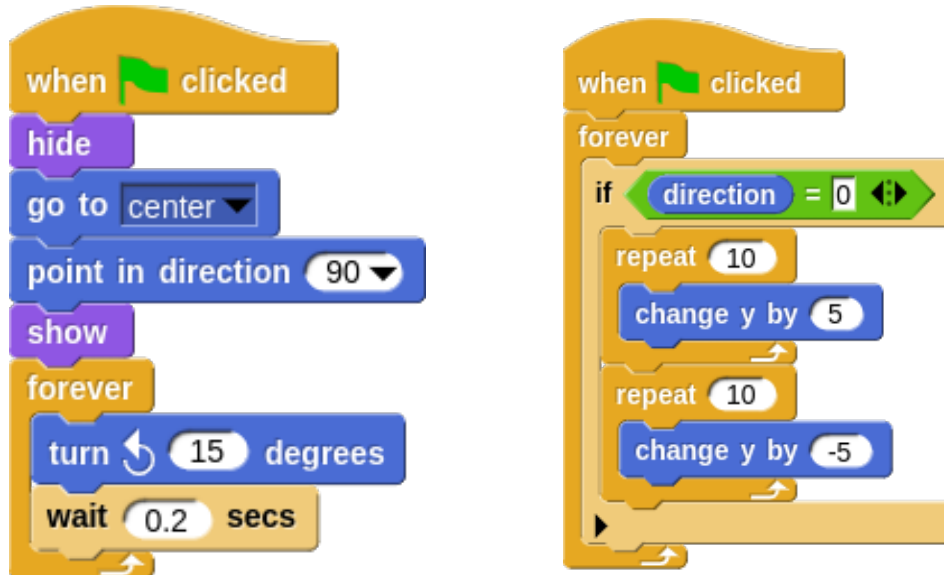 when clicked
hide
go to center
point in direction 90
show
forever
turn 15 degrees
wait 0.2 secs
when clicked
forever
if direction = 0
repeat 10
change y by 5
repeat 10
change y by -5